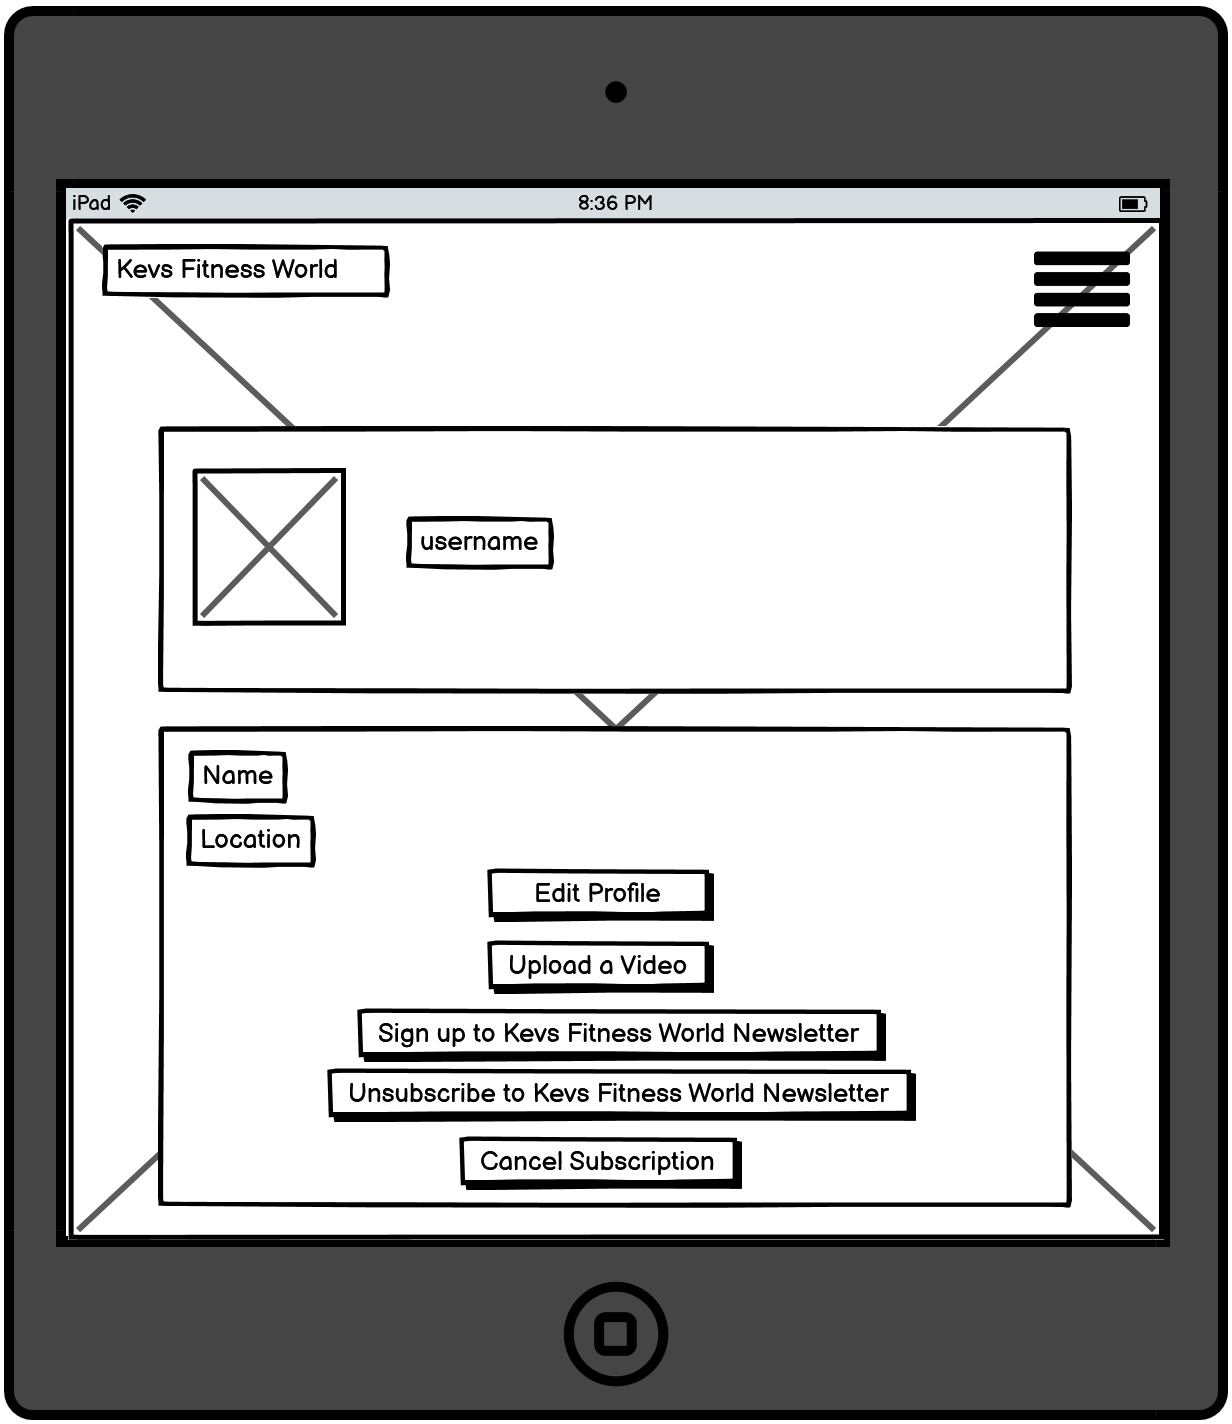 iPad
8:36 PM
Kevs Fitness World
username
Name
Location
Edit Profile
Upload a Video
Sign up to Kevs Fitness World Newsletter
Unsubscribe to Kevs Fitness World Newsletter
Cancel Subscription